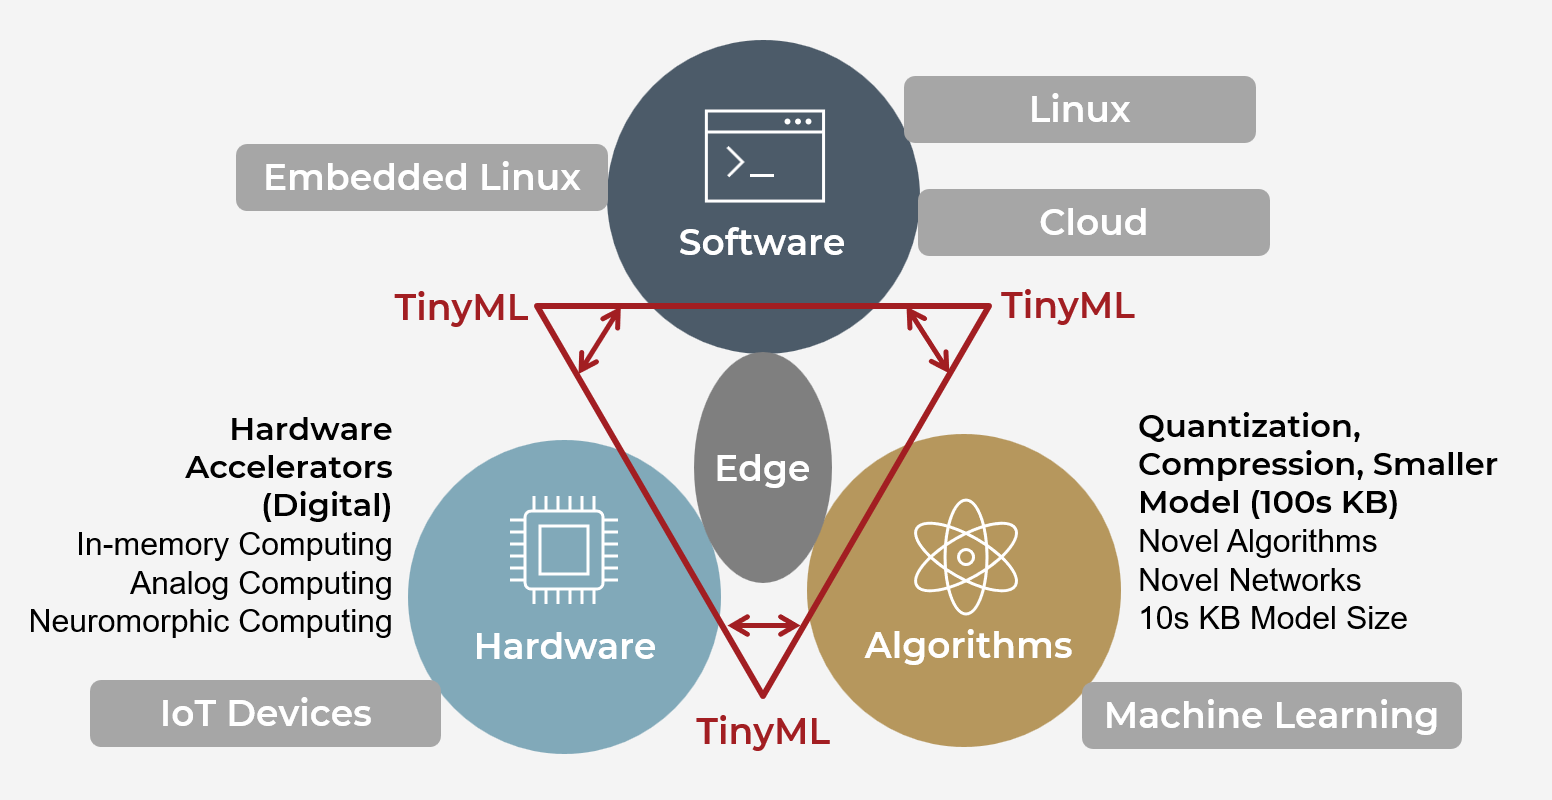 Linux
Embedded Linux
Cloud
Software
TinyML
TinyML
Hardware
Accelerators
(Digital)
In-memory Computing
Analog Computing
Neuromorphic Computing
Edge
Quantization,
Compression, Smaller
Model (100s KB)
Novel Algorithms
Novel Networks
10s KB Model Size
Hardware
Algorithms
IoT Devices
Machine Learning
TinyML